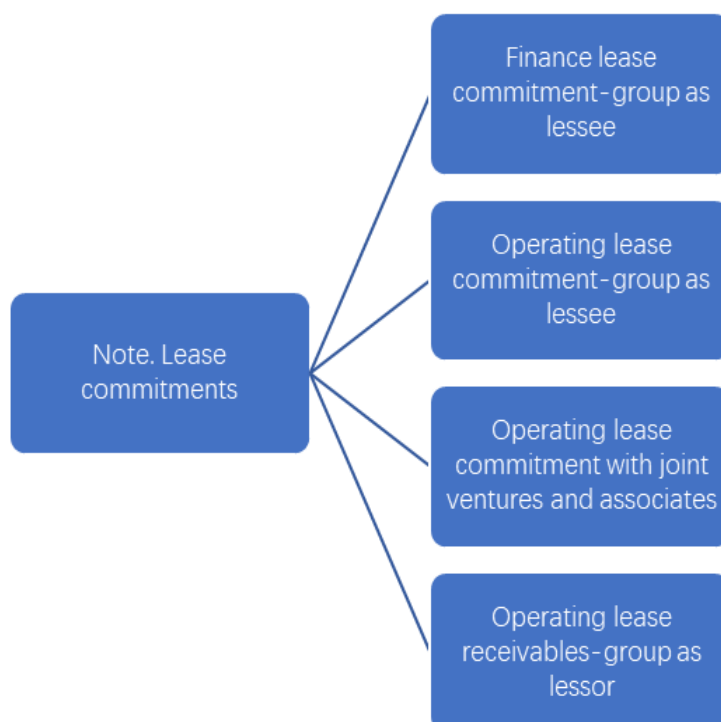 Finance lease
commitment-group as
lessee
Operating lease
commitment-group as
lessee
Note. Lease
commitments
Operating lease
commitment with joint
ventures and associates
Operating lease
receivables-group as
lessor